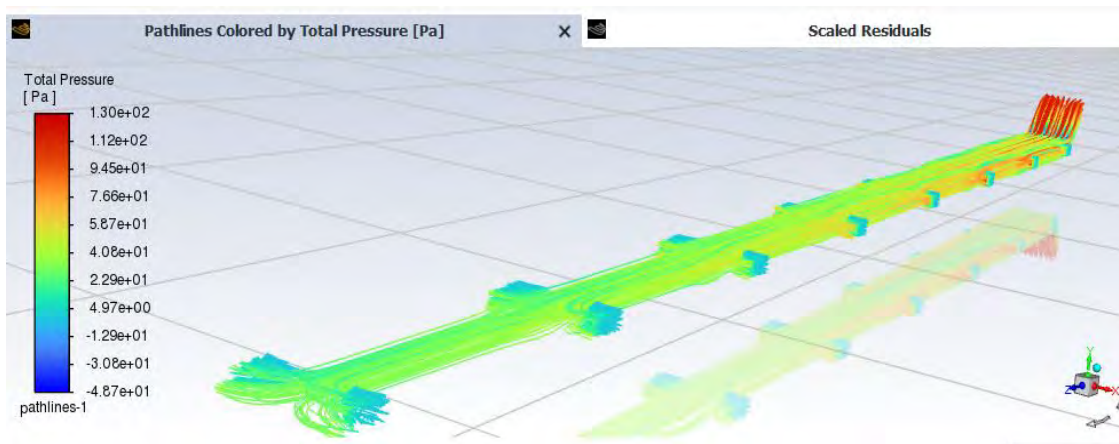 Pathlines Colored by Total Pressure [Pa]
Scaled Residuals
Total Pressure
[ Pa ]
1.30e+02
1.12e+02
9.45e+01
7.66e+01
5.87e+01
4.08e+01
2.29e+01
4.97e+00
-1.29e+01
-3.08e+01
-4.87e+01
pathlines-1
Y
Z
X